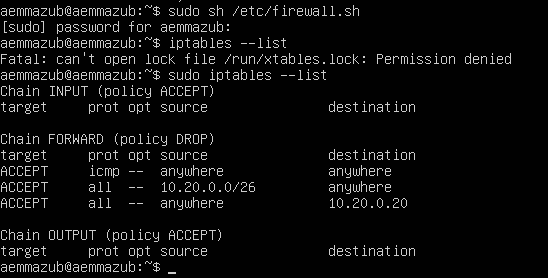 aemmazub@aemmazub:~$ sudo sh /etc/firewall.sh
[sudo] password for aemmazub:
aemmazub@aemmazub:~$ iptables --list
Fatal: can't open lock file /run/xtables.lock: Permission denied
aemmazub@aemmazub:~$ sudo iptables --list
Chain INPUT (policy ACCEPT)
target     prot opt source               destination

Chain FORWARD (policy DROP)
target     prot opt source               destination
ACCEPT     icmp --  anywhere             anywhere
ACCEPT     all  --  10.20.0.0/26         anywhere
ACCEPT     all  --  anywhere             10.20.0.20

Chain OUTPUT (policy ACCEPT)
target     prot opt source               destination
aemmazub@aemmazub:~$ _